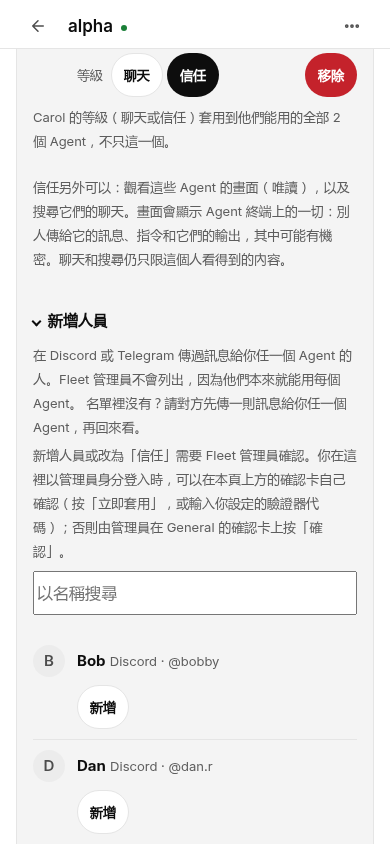 alpha
等級 聊天 信任 移除
Carol 的等級（聊天或信任）套用到他們能用的全部 2
個 Agent，不只這一個。
信任另外可以：觀看這些 Agent 的畫面（唯讀），以及
搜尋它們的聊天。畫面會顯示 Agent 終端上的一切：別
人傳給它的訊息、指令和它們的輸出，其中可能有機
密。聊天和搜尋仍只限這個人看得到的內容。
新增人員
在 Discord 或 Telegram 傳過訊息給你任一個 Agent 的
人。Fleet 管理員不會列出，因為他們本來就能用每個
Agent。 名單裡沒有？請對方先傳一則訊息給你任一個
Agent，再回來看。
新增人員或改為「信任」需要 Fleet 管理員確認。你在這
裡以管理員身分登入時，可以在本頁上方的確認卡自己
確認（按「立即套用」，或輸入你設定的驗證器代
碼）；否則由管理員在 General 的確認卡上按「確
認」。
以名稱搜尋
B Bob Discord · @bobby
新增
D Dan Discord · @dan.r
新增